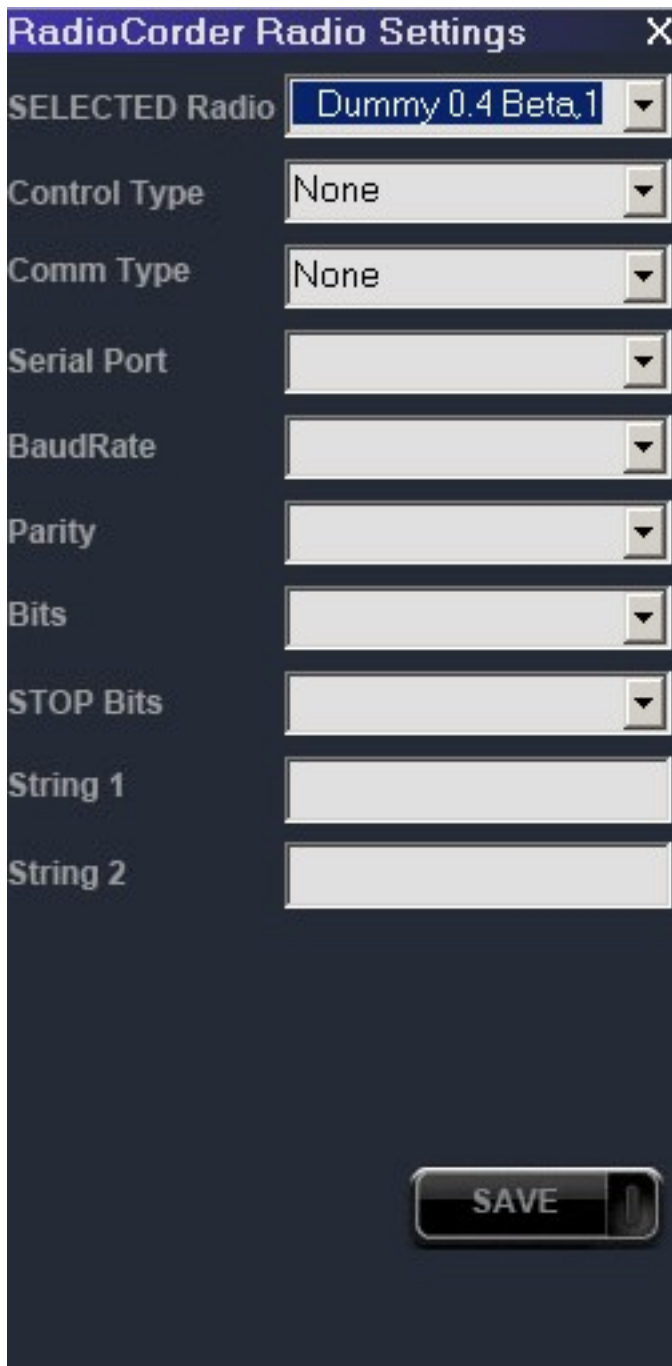 RadioCorder Radio Settings X
SELECTED Radio Dummy 0.4 Beta,1
Control Type None
Comm Type None
Serial Port
BaudRate
Parity
Bits
STOP Bits
String 1
String 2
SAVE